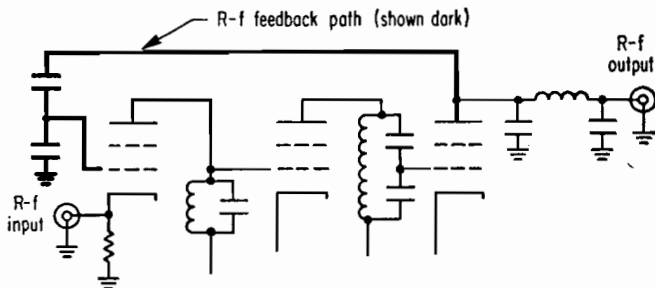 R-f feedback path (shown dark)
R-f
output
R-f
input